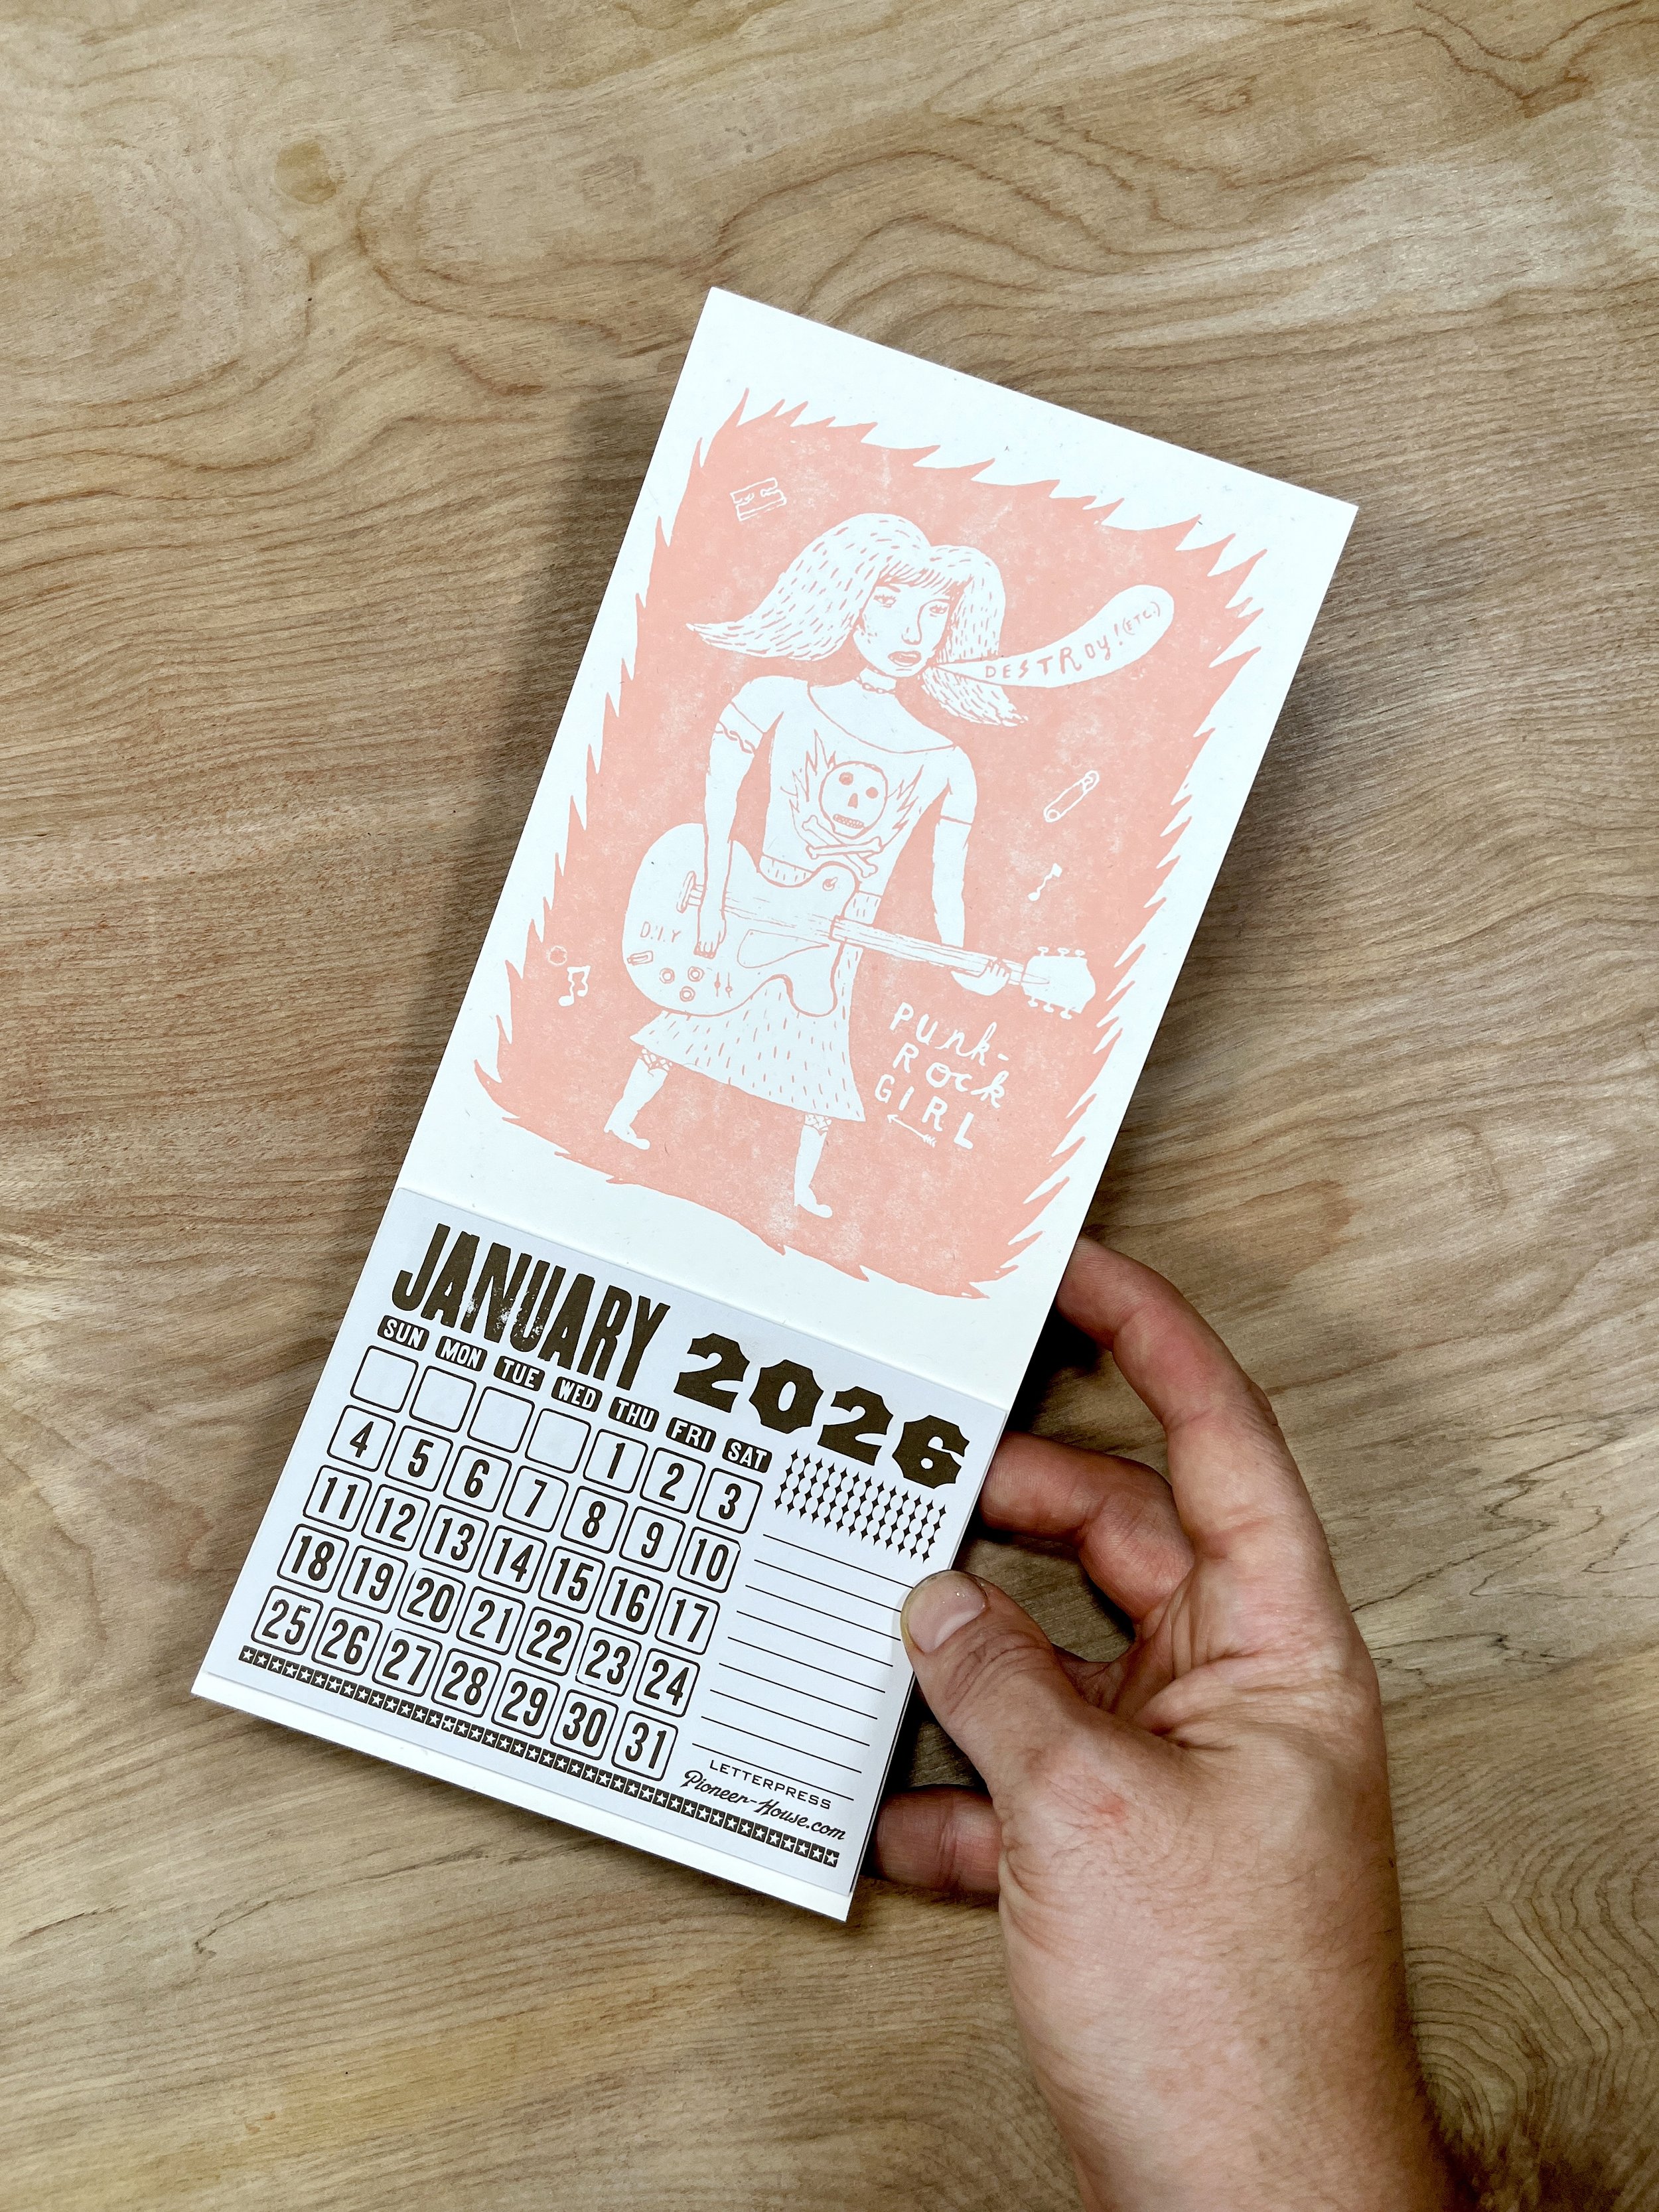 DESTROY! (ETC.)
D.I.Y
PUNK-
ROCK
GIRL
JANUARY 2026
SUN MON TUE WED THU FRI SAT
1 2 3
4 5 6 7 8 9 10
11 12 13 14 15 16 17
18 19 20 21 22 23 24
25 26 27 28 29 30 31
LETTERPRESS
Pioneer-House.com